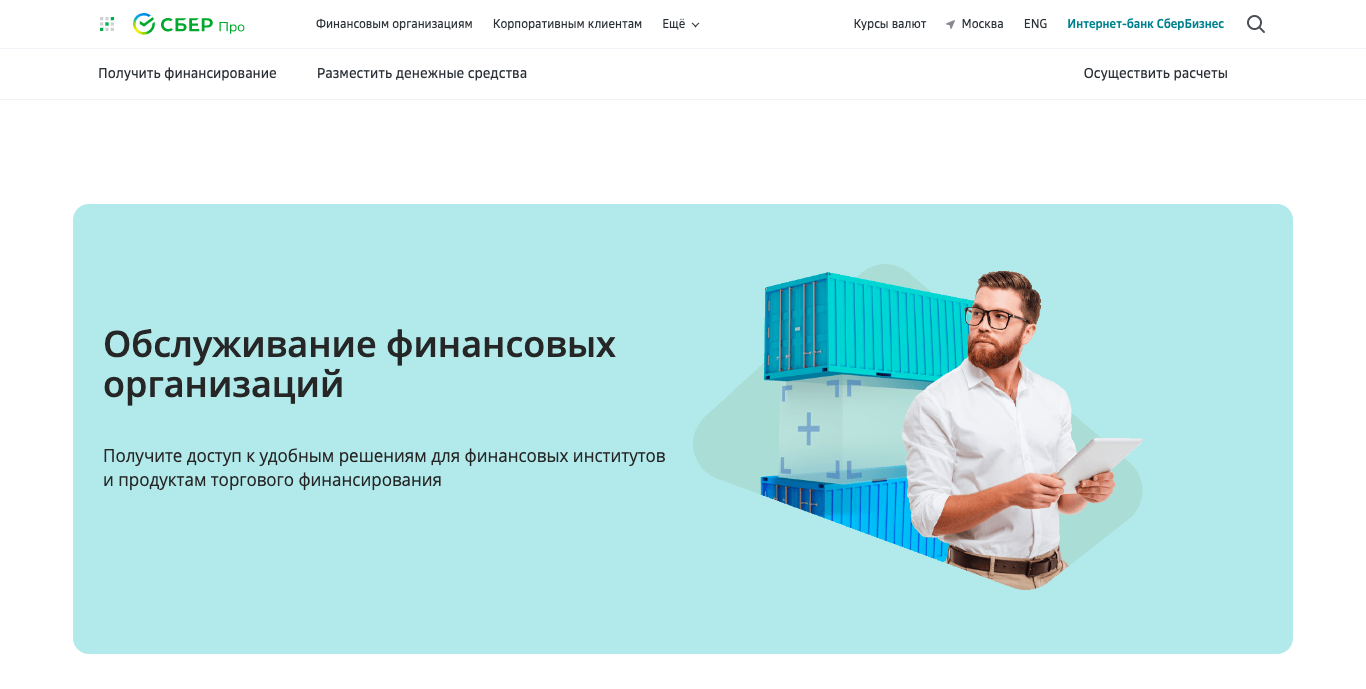 СБЕР Про
Финансовым организациям
Корпоративным клиентам
Ещё
Курсы валют
Москва
ENG
Интернет-банк СберБизнес
Получить финансирование
Разместить денежные средства
Осуществить расчеты
Обслуживание финансовых
организаций
Получите доступ к удобным решениям для финансовых институтов
и продуктам торгового финансирования